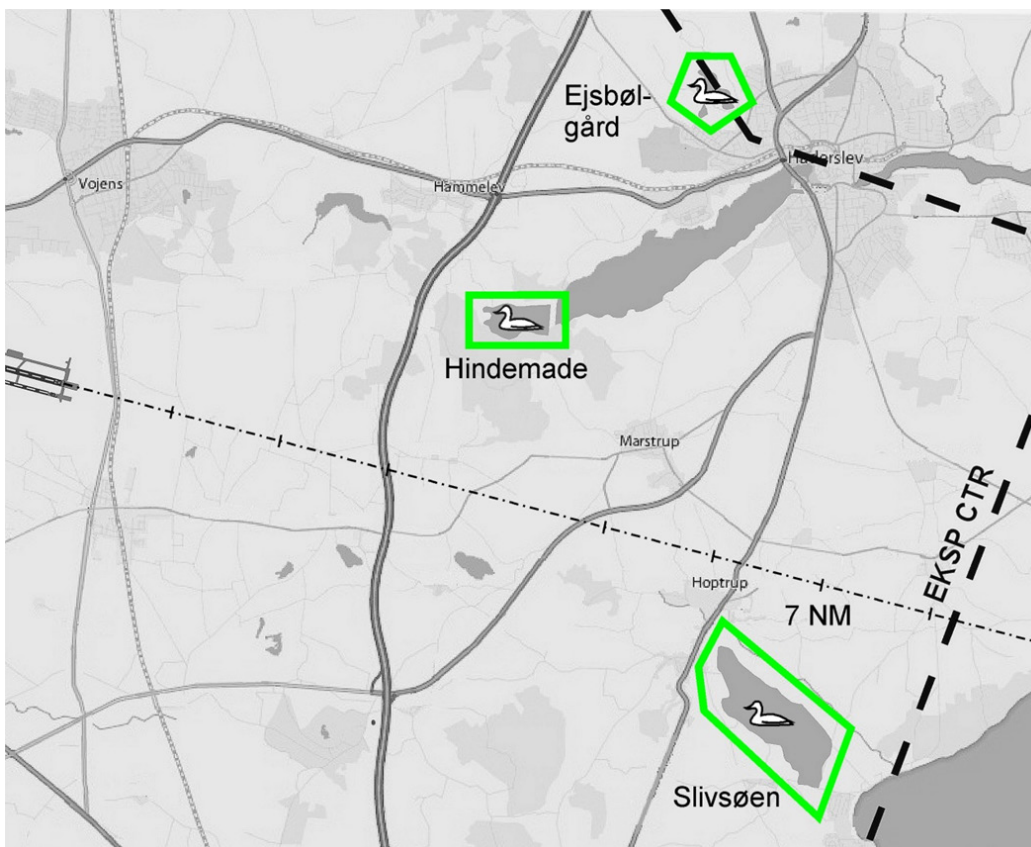 Ejsbøl-
gård
Haderslev
Vojens
Hammelev
Hindemade
Marstrup
EKSP CTR
Hoptrup
7 NM
Slivsøen